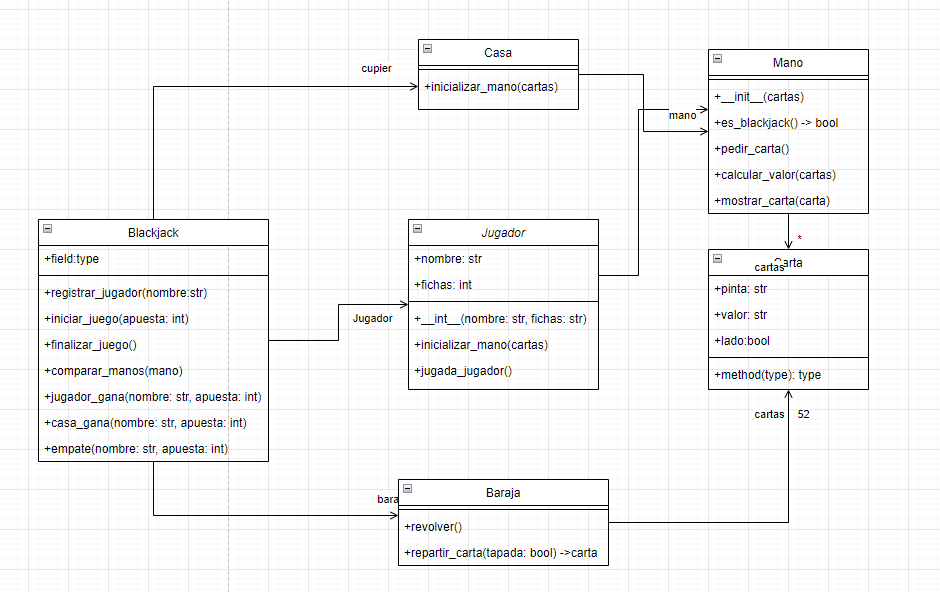 Casa
+inicializar_mano(cartas)
cupier
Mano
+__init__(cartas)
+es_blackjack() -> bool
+pedir_carta()
+calcular_valor(cartas)
+mostrar_carta(carta)
mano
Blackjack
+field:type
+registrar_jugador(nombre:str)
+iniciar_juego(apuesta: int)
+finalizar_juego()
+comparar_manos(mano)
+jugador_gana(nombre: str, apuesta: int)
+casa_gana(nombre: str, apuesta: int)
+empate(nombre: str, apuesta: int)
Jugador
+nombre: str
+fichas: int
+__int__(nombre: str, fichas: str)
+inicializar_mano(cartas)
+jugada_jugador()
Jugador
*
Carta
cartas
+pinta: str
+valor: str
+lado:bool
+method(type): type
cartas 52
bara
Baraja
+revolver()
+repartir_carta(tapada: bool) ->carta